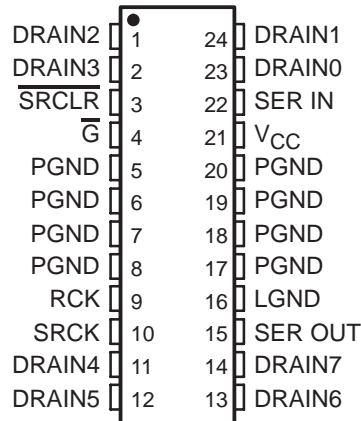 DRAIN2 1 24 DRAIN1
DRAIN3 2 23 DRAIN0
SRCLR 3 22 SER IN
G 4 21 VCC
PGND 5 20 PGND
PGND 6 19 PGND
PGND 7 18 PGND
PGND 8 17 PGND
RCK 9 16 LGND
SRCK 10 15 SER OUT
DRAIN4 11 14 DRAIN7
DRAIN5 12 13 DRAIN6